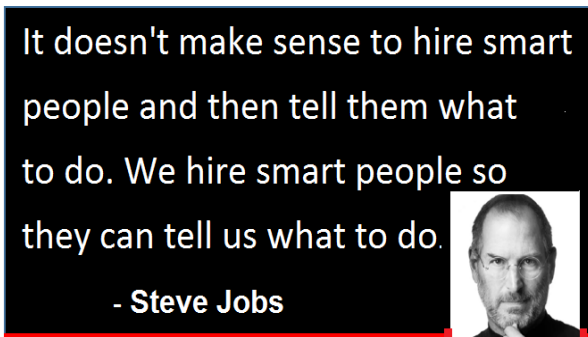 It doesn't make sense to hire smart
people and then tell them what
to do. We hire smart people so
they can tell us what to do.
- Steve Jobs